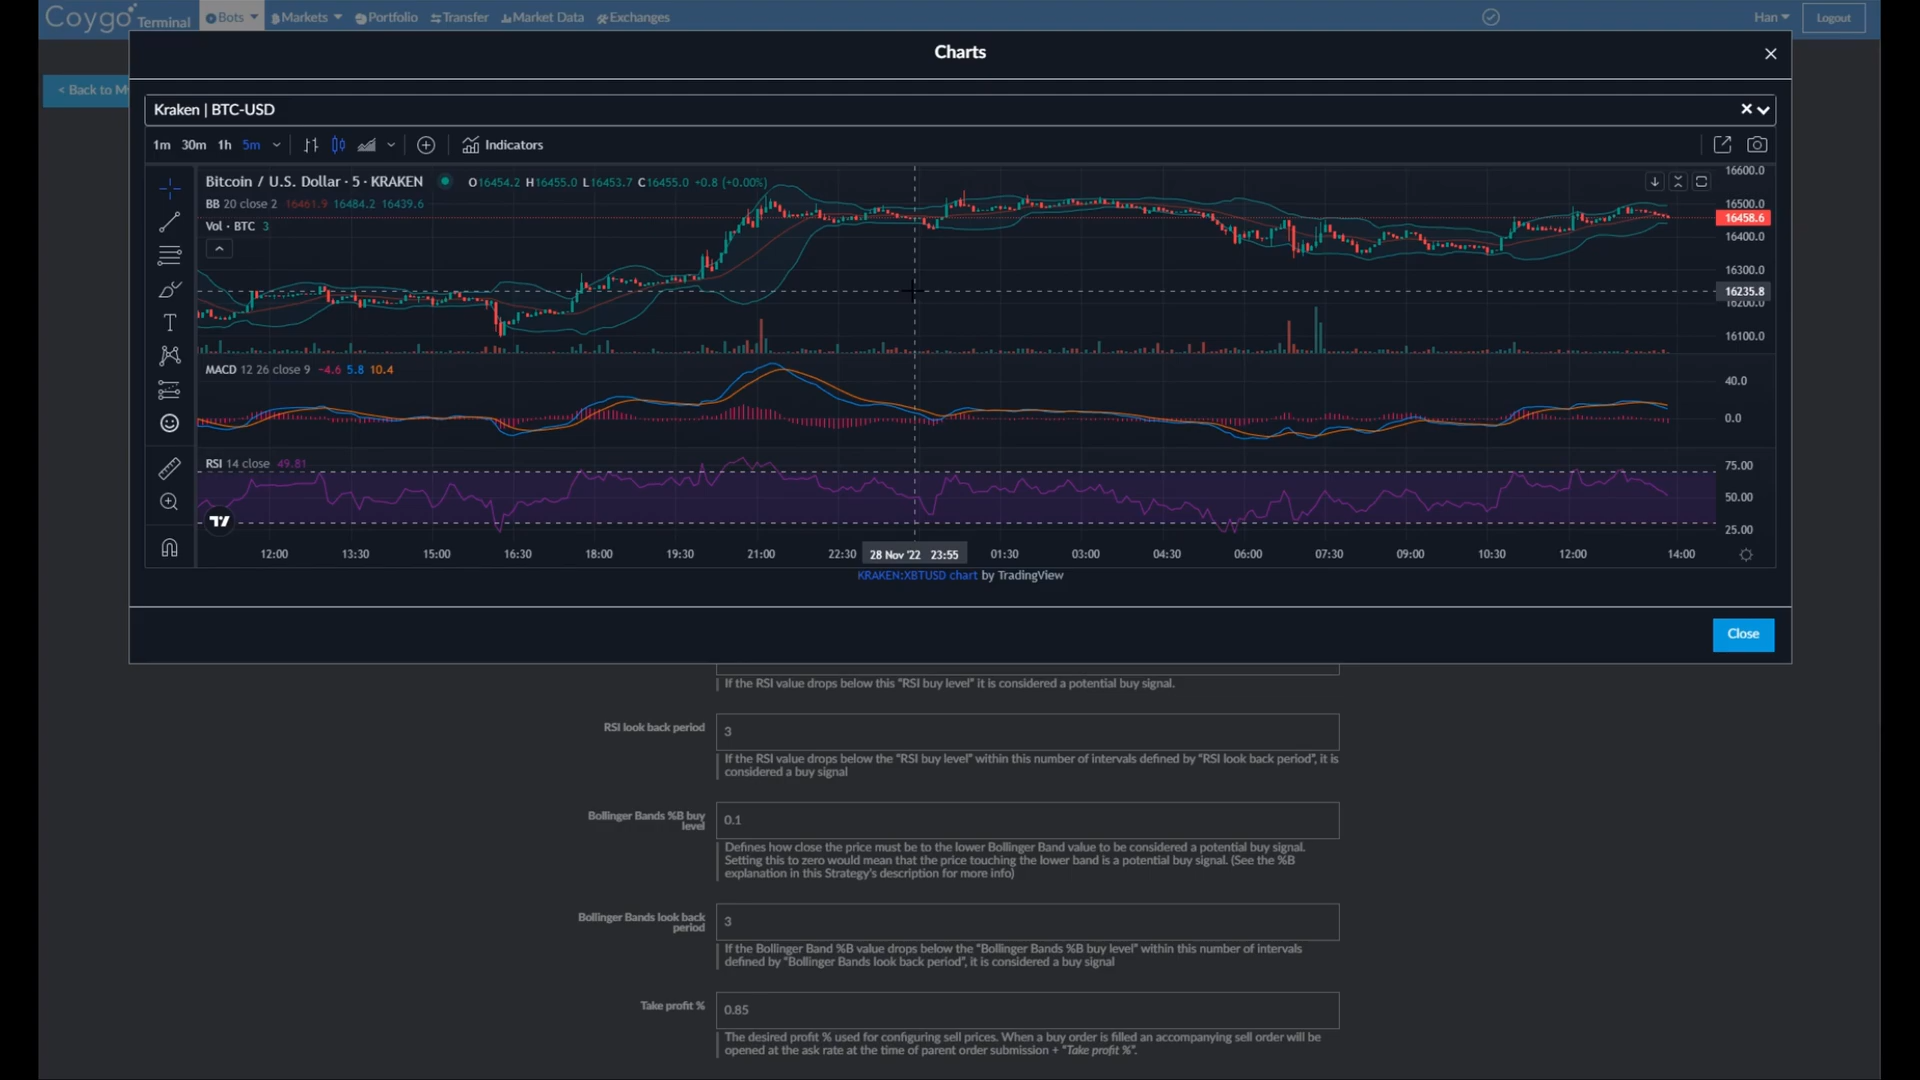 Coygo Terminal Bots Markets Portfolio Transfer Market Data Exchanges Han Logout
Charts
< Back to M
Kraken | BTC-USD
1m 30m 1h 5m Indicators
Bitcoin / U.S. Dollar · 5 · KRAKEN O16454.2 H16455.0 L16453.7 C16455.0 +0.8 (+0.00%)
BB 20 close 2 16461.9 16484.2 16439.6
Vol · BTC 3
16600.0
16500.0
16458.6
16400.0
16300.0
16235.8
16200.0
16100.0
MACD 12 26 close 9 −4.6 5.8 10.4
40.0
0.0
RSI 14 close 49.81
75.00
50.00
25.00
12:00 13:30 15:00 16:30 18:00 19:30 21:00 22:30 28 Nov '22 23:55 01:30 03:00 04:30 06:00 07:30 09:00 10:30 12:00 14:00
KRAKEN:XBTUSD chart by TradingView
Close
If the RSI value drops below this "RSI buy level" it is considered a potential buy signal.
RSI look back period
3
If the RSI value drops below the "RSI buy level" within this number of intervals defined by "RSI look back period", it is
considered a buy signal
Bollinger Bands %B buy
level
0.1
Defines how close the price must be to the lower Bollinger Band value to be considered a potential buy signal.
Setting this to zero would mean that the price touching the lower band is a potential buy signal. (See the %B
explanation in this Strategy's description for more info)
Bollinger Bands look back
period
3
If the Bollinger Band %B value drops below the "Bollinger Bands %B buy level" within this number of intervals
defined by "Bollinger Bands look back period", it is considered a buy signal
Take profit %
0.85
The desired profit % used for configuring sell prices. When a buy order is filled an accompanying sell order will be
opened at the ask rate at the time of parent order submission + "Take profit %".